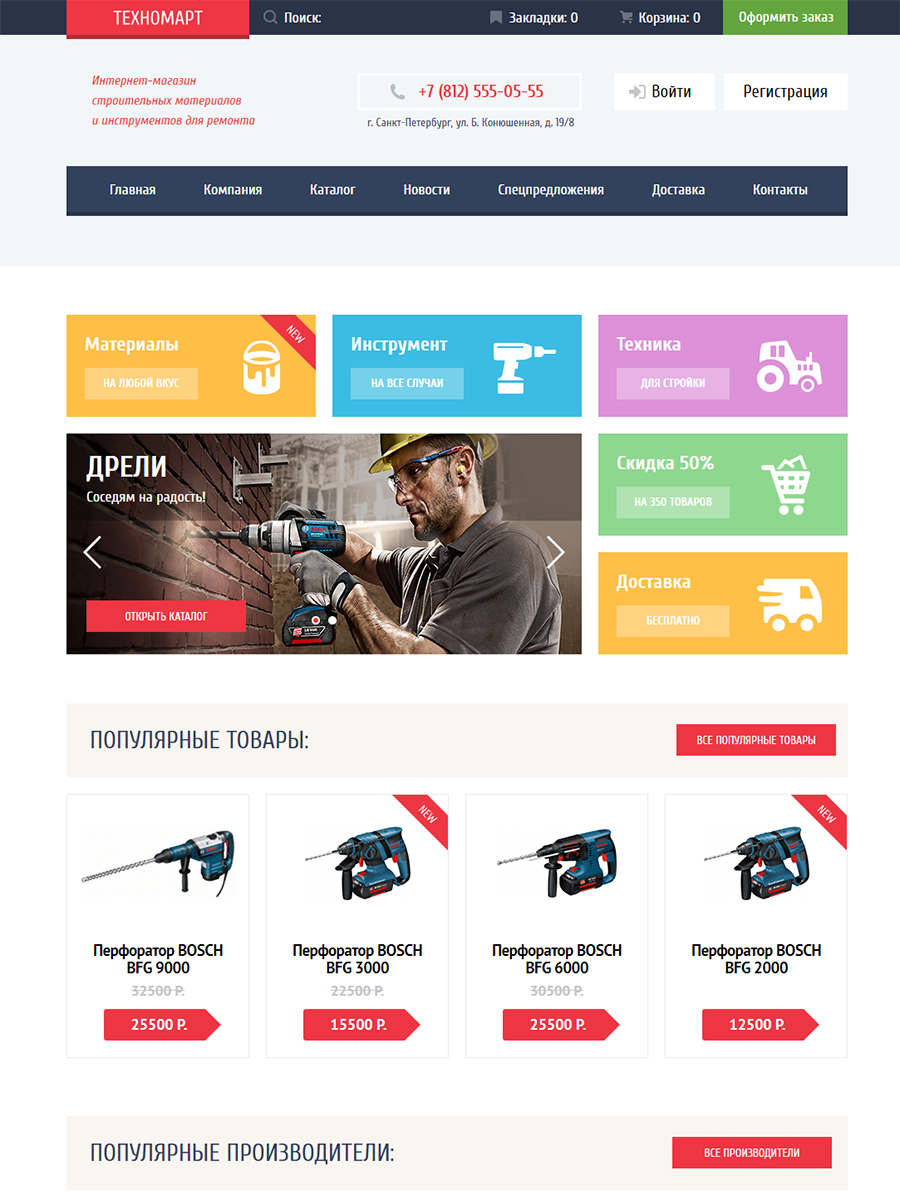 ТЕХНОМАРТ
Поиск:
Закладки: 0
Корзина: 0
Оформить заказ
Интернет-магазин
строительных материалов
и инструментов для ремонта
+7 (812) 555-05-55
г. Санкт-Петербург, ул. Б. Конюшенная, д. 19/8
Войти
Регистрация
Главная
Компания
Каталог
Новости
Спецпредложения
Доставка
Контакты
Материалы
НА ЛЮБОЙ ВКУС
NEW
Инструмент
НА ВСЕ СЛУЧАИ
Техника
ДЛЯ СТРОЙКИ
ДРЕЛИ
Соседям на радость!
ОТКРЫТЬ КАТАЛОГ
Скидка 50%
НА 350 ТОВАРОВ
Доставка
БЕСПЛАТНО
ПОПУЛЯРНЫЕ ТОВАРЫ:
ВСЕ ПОПУЛЯРНЫЕ ТОВАРЫ
Перфоратор BOSCH
BFG 9000
32500 Р.
25500 Р.
NEW
Перфоратор BOSCH
BFG 3000
22500 Р.
15500 Р.
Перфоратор BOSCH
BFG 6000
30500 Р.
25500 Р.
NEW
Перфоратор BOSCH
BFG 2000
12500 Р.
ПОПУЛЯРНЫЕ ПРОИЗВОДИТЕЛИ:
ВСЕ ПРОИЗВОДИТЕЛИ